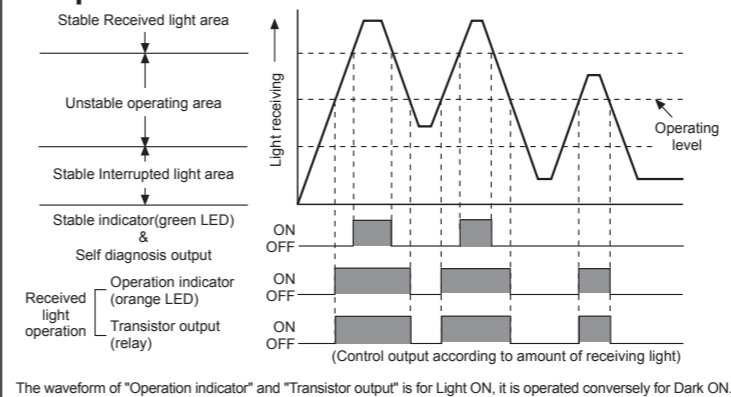 Stable Received light area
Unstable operating area
Stable Interrupted light area
Light receiving
Operating
level
Stable indicator(green LED)
&
Self diagnosis output
ON
OFF
Received
light
operation
Operation indicator
(orange LED)
ON
OFF
Transistor output
(relay)
ON
OFF
(Control output according to amount of receiving light)
The waveform of "Operation indicator" and "Transistor output" is for Light ON, it is operated conversely for Dark ON.